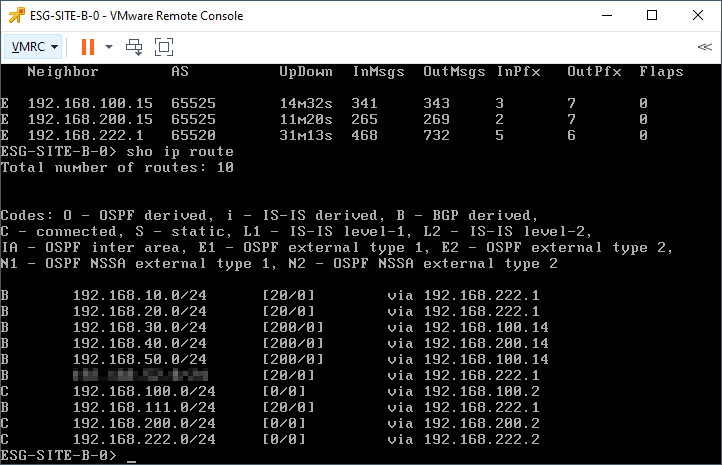 ESG-SITE-B-0 - VMware Remote Console
VMRC
Neighbor AS UpDown InMsgs OutMsgs InPfx OutPfx Flaps
E 192.168.100.15 65525 14m32s 341 343 3 7 0
E 192.168.200.15 65525 11m20s 265 269 2 7 0
E 192.168.222.1 65520 31m13s 468 732 5 6 0
ESG-SITE-B-0> sho ip route
Total number of routes: 10
Codes: O - OSPF derived, i - IS-IS derived, B - BGP derived,
C - connected, S - static, L1 - IS-IS level-1, L2 - IS-IS level-2,
IA - OSPF inter area, E1 - OSPF external type 1, E2 - OSPF external type 2,
N1 - OSPF NSSA external type 1, N2 - OSPF NSSA external type 2
B 192.168.10.0/24 [20/0] via 192.168.222.1
B 192.168.20.0/24 [20/0] via 192.168.222.1
B 192.168.30.0/24 [200/0] via 192.168.100.14
B 192.168.40.0/24 [200/0] via 192.168.200.14
B 192.168.50.0/24 [200/0] via 192.168.100.14
B [20/0] via 192.168.222.1
C 192.168.100.0/24 [0/0] via 192.168.100.2
B 192.168.111.0/24 [20/0] via 192.168.222.1
C 192.168.200.0/24 [0/0] via 192.168.200.2
C 192.168.222.0/24 [0/0] via 192.168.222.2
ESG-SITE-B-0> _